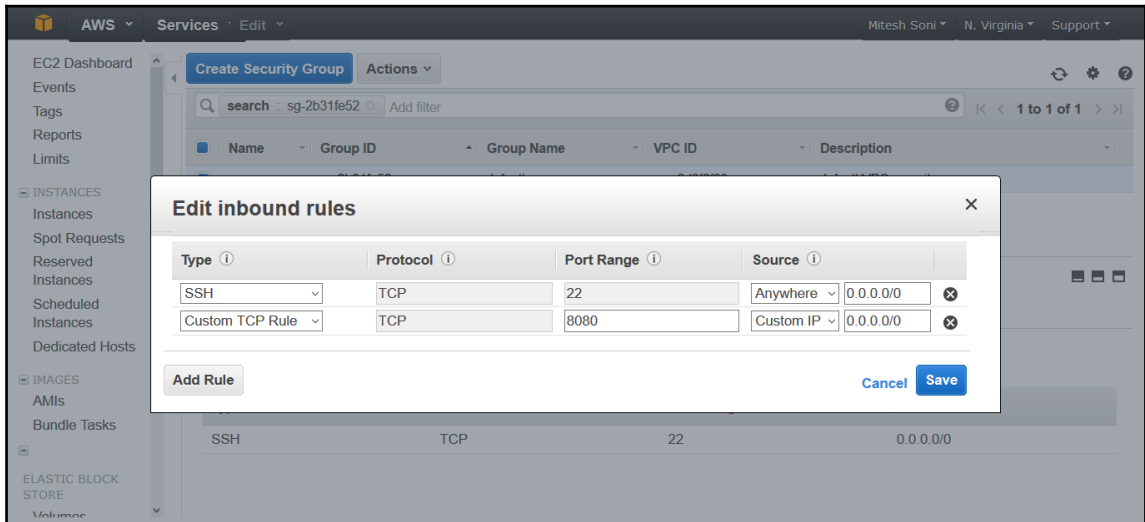 AWS Services Edit Mitesh Soni N. Virginia Support
EC2 Dashboard
Events
Tags
Reports
Limits
INSTANCES
Instances
Spot Requests
Reserved
Instances
Scheduled
Instances
Dedicated Hosts
IMAGES
AMIs
Bundle Tasks
ELASTIC BLOCK
STORE
Volumes
Create Security Group Actions
search : sg-2b31fe52 Add filter 1 to 1 of 1
Name Group ID Group Name VPC ID Description
Edit inbound rules
Type Protocol Port Range Source
SSH TCP 22 Anywhere 0.0.0.0/0
Custom TCP Rule TCP 8080 Custom IP 0.0.0.0/0
Add Rule Cancel Save
SSH TCP 22 0.0.0.0/0